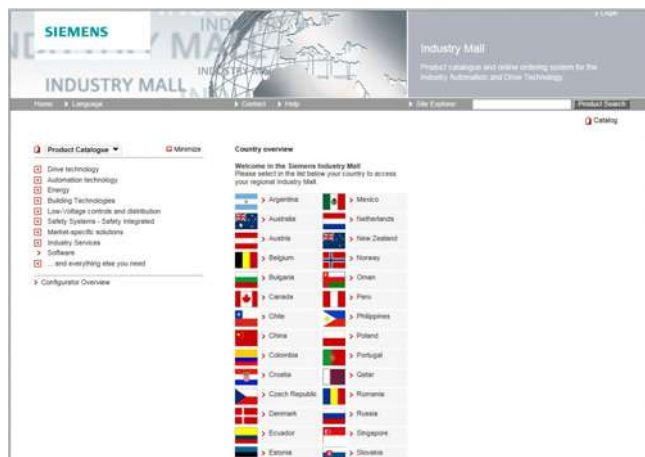 Login
SIEMENS
INDUSTRY MALL
Industry Mall
Product catalogue and online ordering system for the
Industry Automation and Drive Technology.
Home Language Contact Help Site Explorer Product Search
Catalog
Product Catalogue Minimize
Drive technology
Automation technology
Energy
Building Technologies
Low-Voltage controls and distribution
Safety Systems - Safety Integrated
Market-specific solutions
Industry Services
Software
... and everything else you need
Configurator Overview
Country overview
Welcome in the Siemens Industry Mall
Please select in the list below your country to access
your regional Industry Mall.
Argentina Mexico
Australia Netherlands
Austria New Zealand
Belgium Norway
Bulgaria Oman
Canada Peru
Chile Philippines
China Poland
Colombia Portugal
Croatia Qatar
Czech Republic Romania
Denmark Russia
Ecuador Singapore
Estonia Slovakia